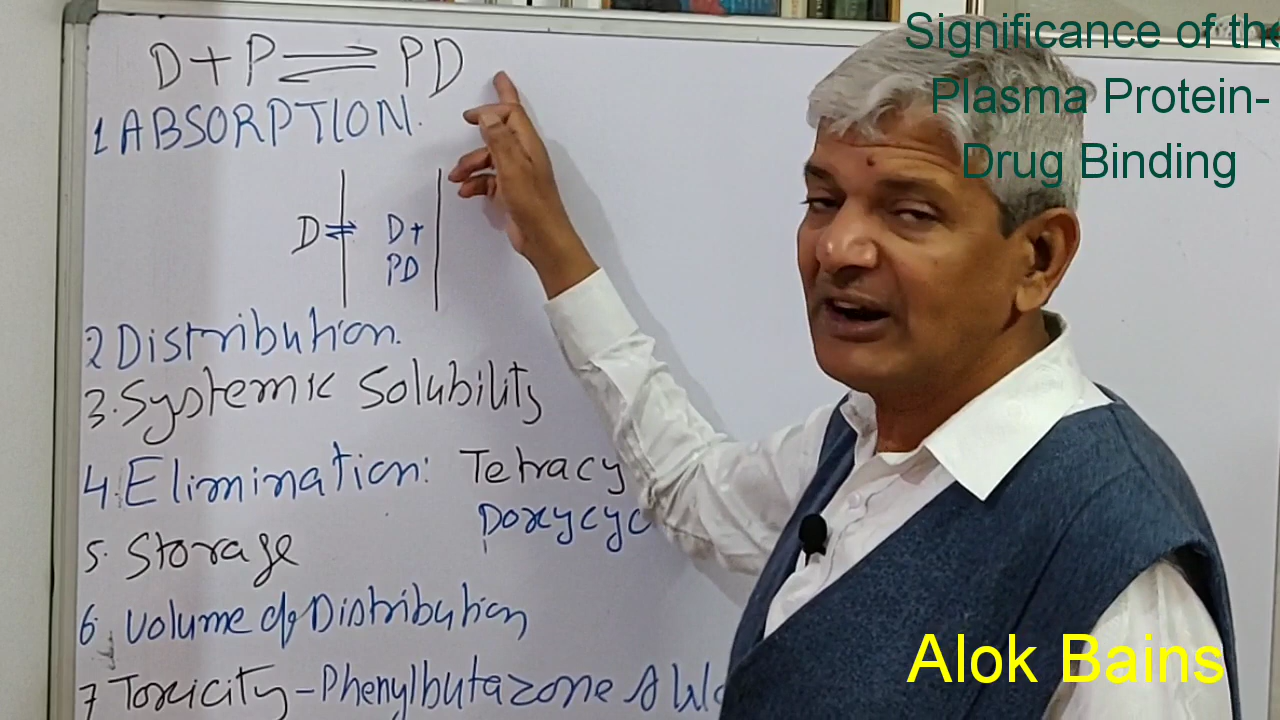 D + P ⇌ PD
1 ABSORPTION.
D ⇌ D +
PD
2 Distribution.
3. Systemic Solubility
4. Elimination: Tetracy
Doxycyc
5. Storage
6. Volume of Distribution
7 Toxicity - Phenylbutazone
Significance of the
Plasma Protein-
Drug Binding
Alok Bains